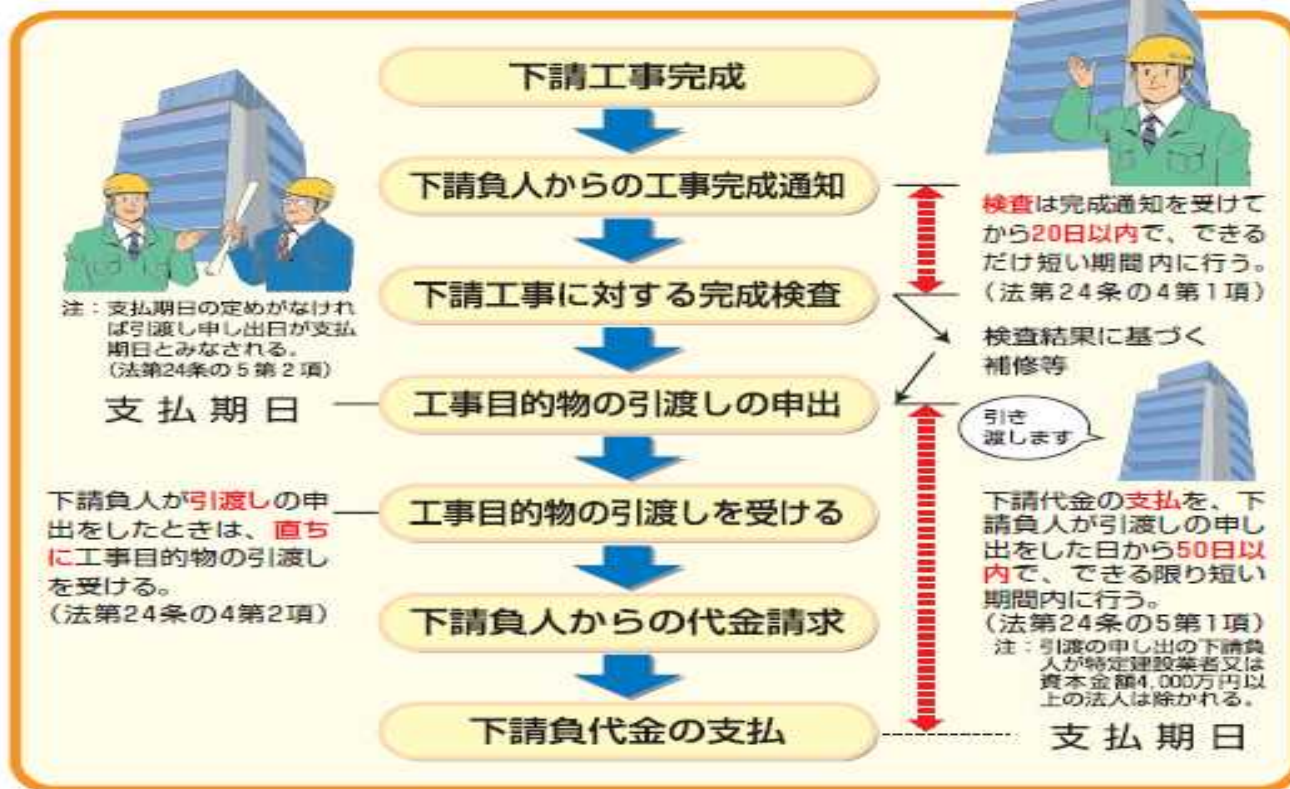 下請工事完成
下請負人からの工事完成通知
検査は完成通知を受けて
から20日以内で、できる
だけ短い期間内に行う。
(法第24条の4第1項)
下請工事に対する完成検査
注：支払期日の定めがなけれ
ば引渡し申し出日が支払
期日とみなされる。
(法第24条の5第2項)
検査結果に基づく
補修等
支払期日
工事目的物の引渡しの申出
引き
渡します
下請負人が引渡しの申
出をしたときは、直ち
に工事目的物の引渡し
を受ける。
(法第24条の4第2項)
工事目的物の引渡しを受ける
下請代金の支払を、下
請負人が引渡しの申し
出をした日から50日以
内で、できる限り短い
期間内に行う。
(法第24条の5第1項)
注：引渡の申し出の下請負
人が特定建設業者又は
資本金額4,000万円以
上の法人は除かれる。
下請負人からの代金請求
下請負代金の支払
支払期日